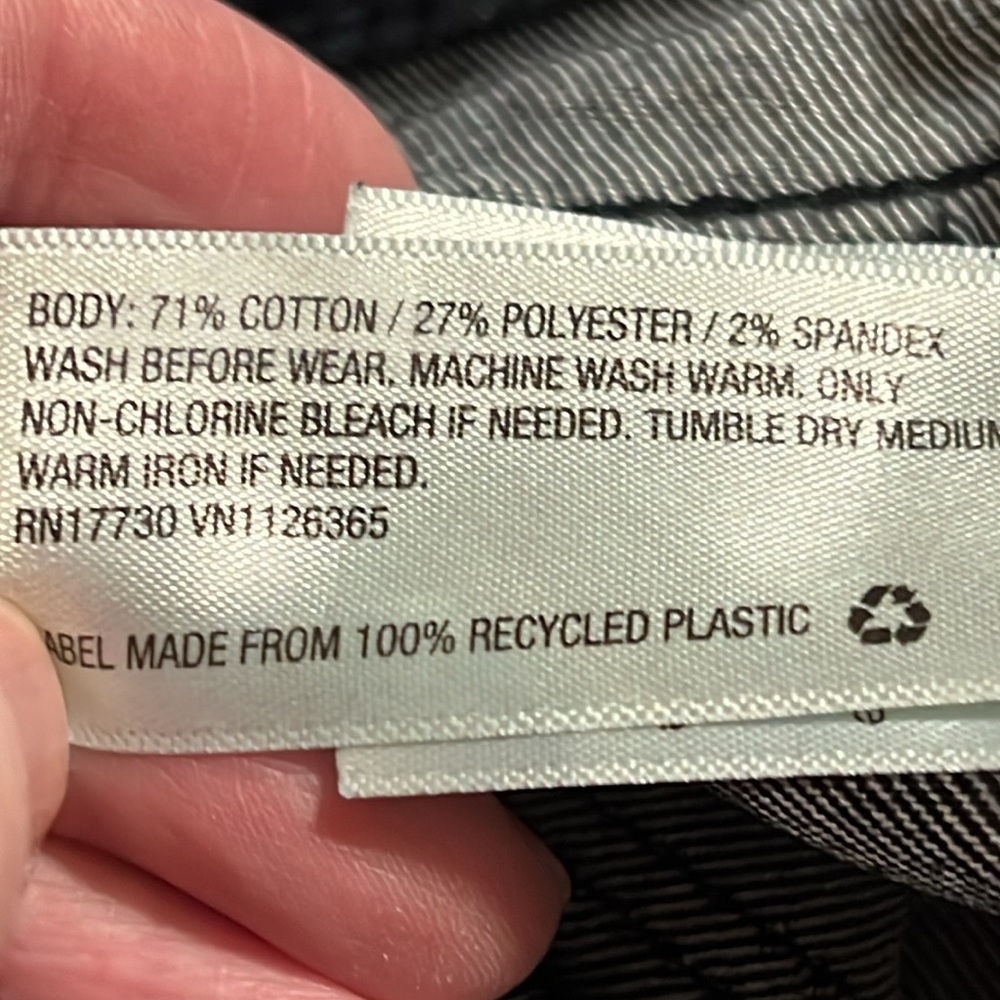 BODY: 71% COTTON / 27% POLYESTER / 2% SPANDEX
WASH BEFORE WEAR. MACHINE WASH WARM. ONLY
NON-CHLORINE BLEACH IF NEEDED. TUMBLE DRY MEDIUM
WARM IRON IF NEEDED.
RN17730 VN1126365
ABEL MADE FROM 100% RECYCLED PLASTIC